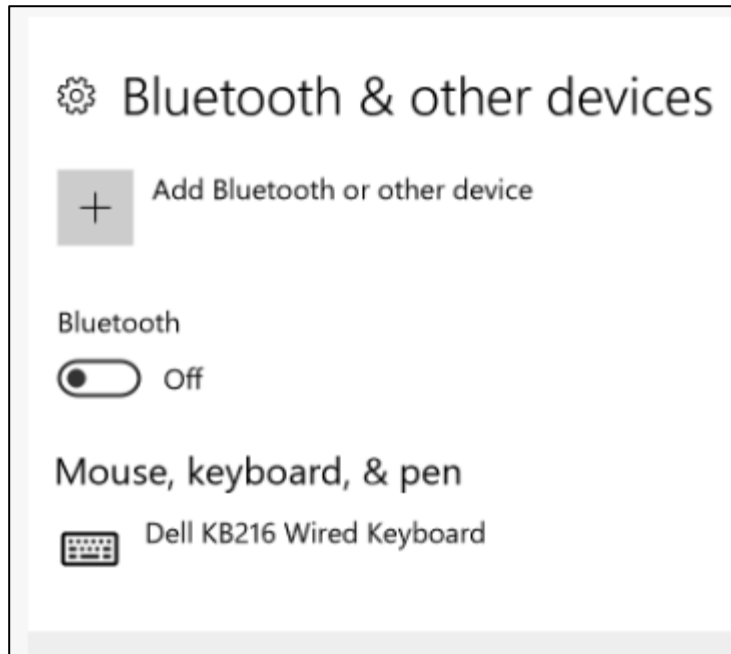 Bluetooth & other devices
Add Bluetooth or other device
Bluetooth
Off
Mouse, keyboard, & pen
Dell KB216 Wired Keyboard